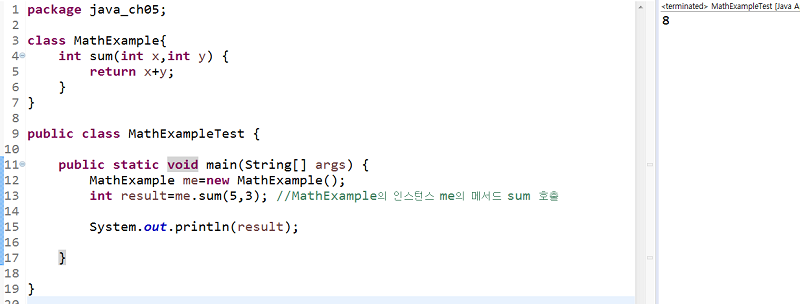 1 package java_ch05;
2
3 class MathExample{
4 int sum(int x,int y) {
5 return x+y;
6 }
7 }
8
9 public class MathExampleTest {
10
11 public static void main(String[] args) {
12 MathExample me=new MathExample();
13 int result=me.sum(5,3); //MathExample의 인스턴스 me의 메서드 sum 호출
14
15 System.out.println(result);
16
17 }
18
19 }
20
<terminated> MathExampleTest [Java A
8